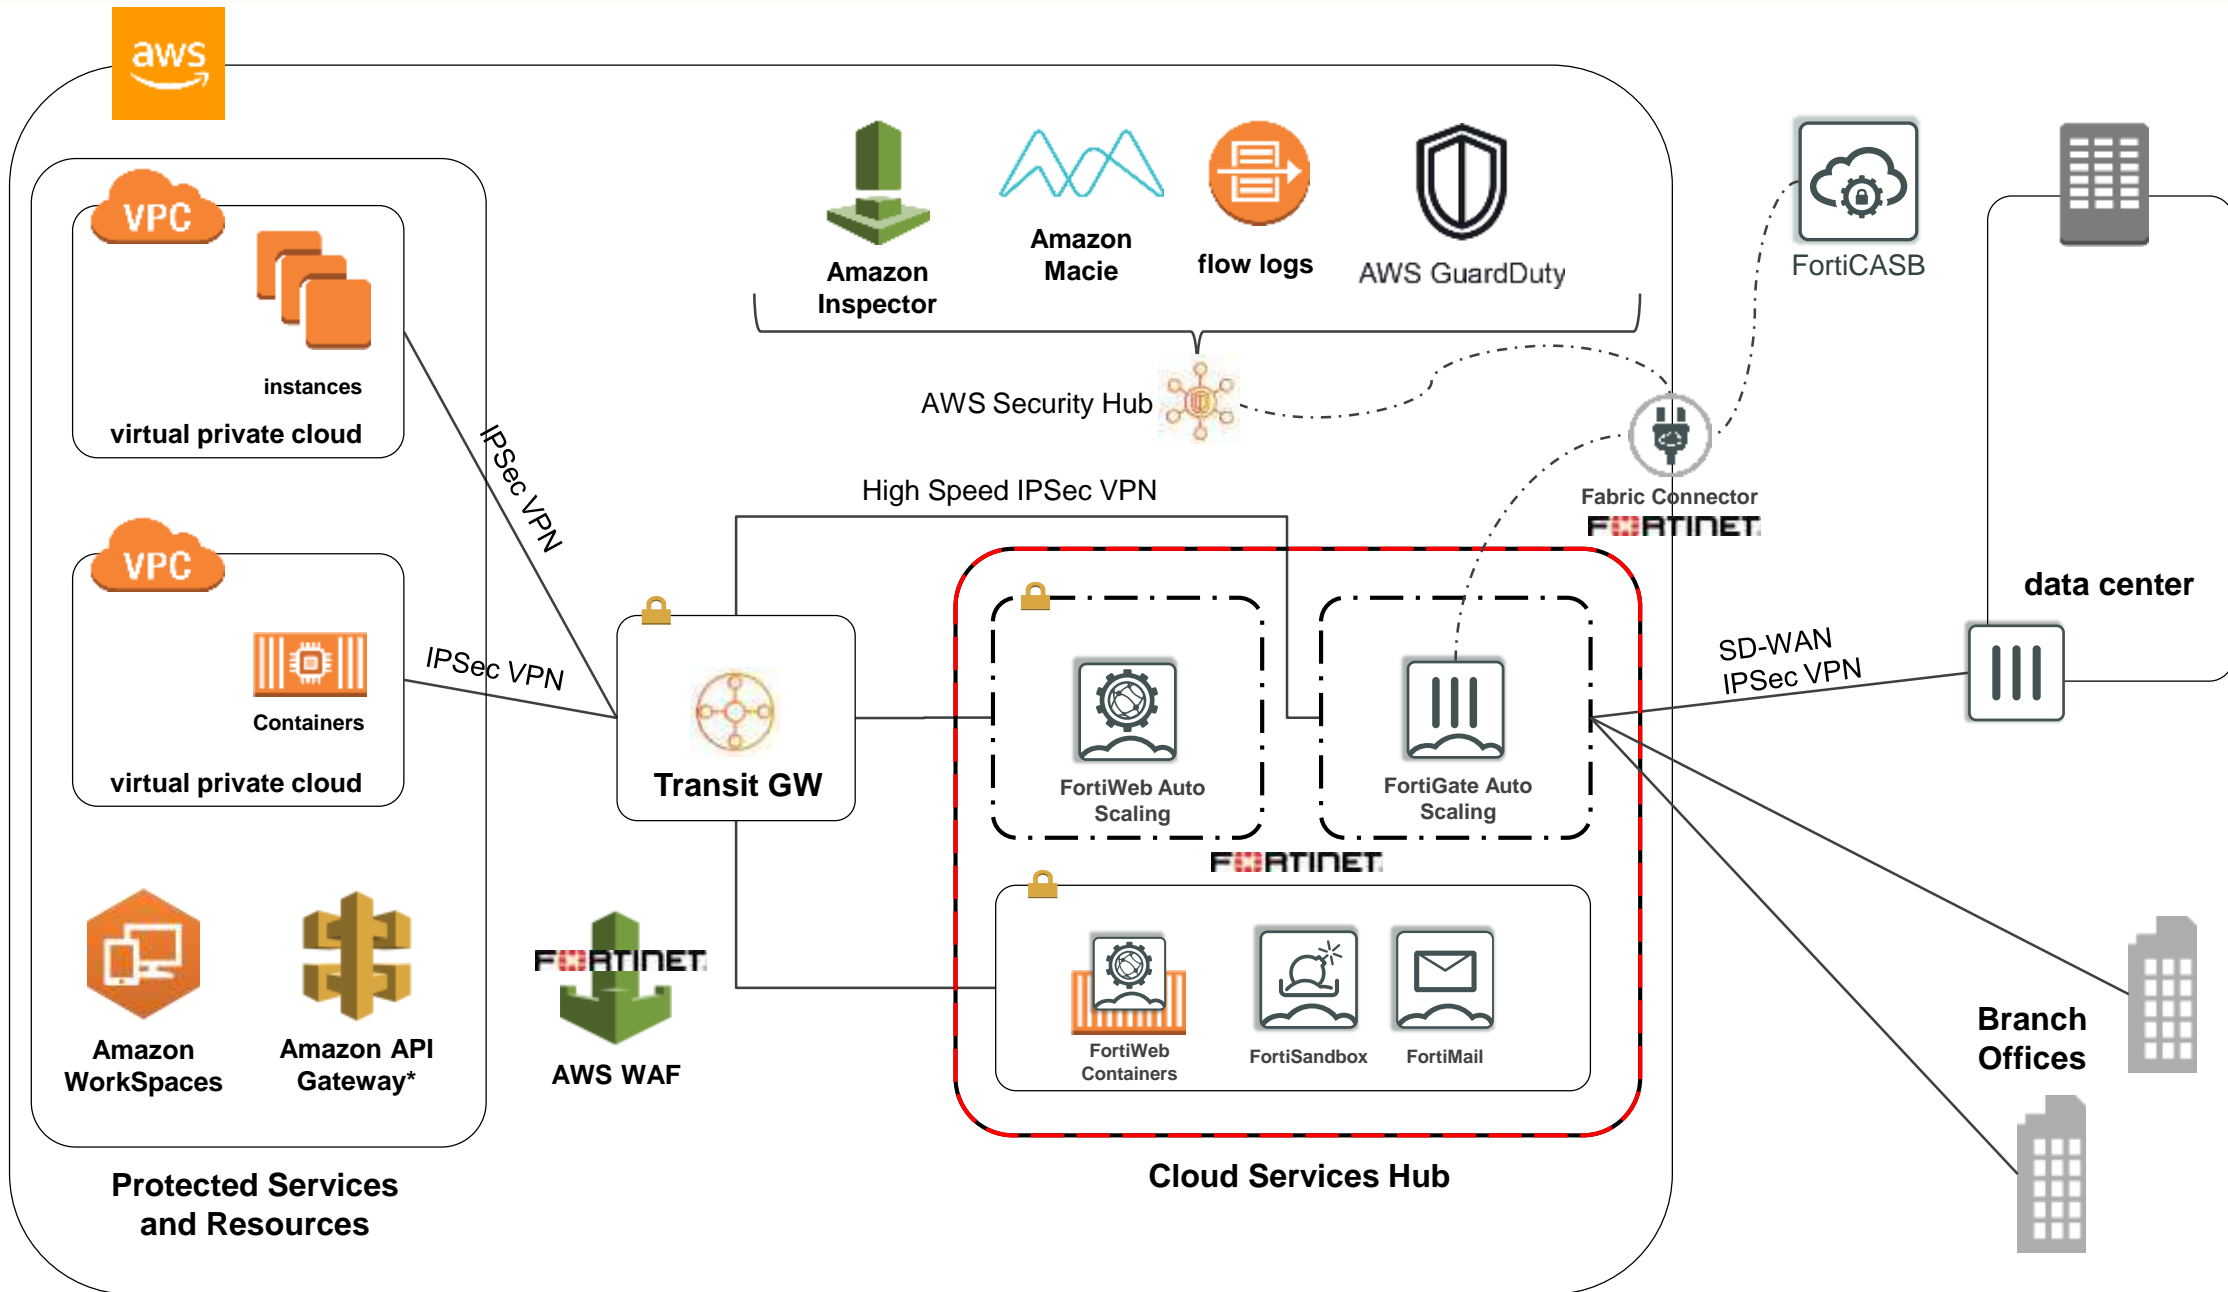 aws
VPC
instances
virtual private cloud
VPC
Containers
virtual private cloud
Amazon
WorkSpaces
Amazon API
Gateway*
Protected Services
and Resources
IPSec VPN
IPSec VPN
Transit GW
FORTINET
AWS WAF
Amazon
Inspector
Amazon
Macie
flow logs
AWS GuardDuty
AWS Security Hub
High Speed IPSec VPN
FortiWeb Auto
Scaling
FortiGate Auto
Scaling
FORTINET
FortiWeb
Containers
FortiSandbox
FortiMail
Cloud Services Hub
Fabric Connector
FORTINET
FortiCASB
data center
SD-WAN
IPSec VPN
Branch
Offices